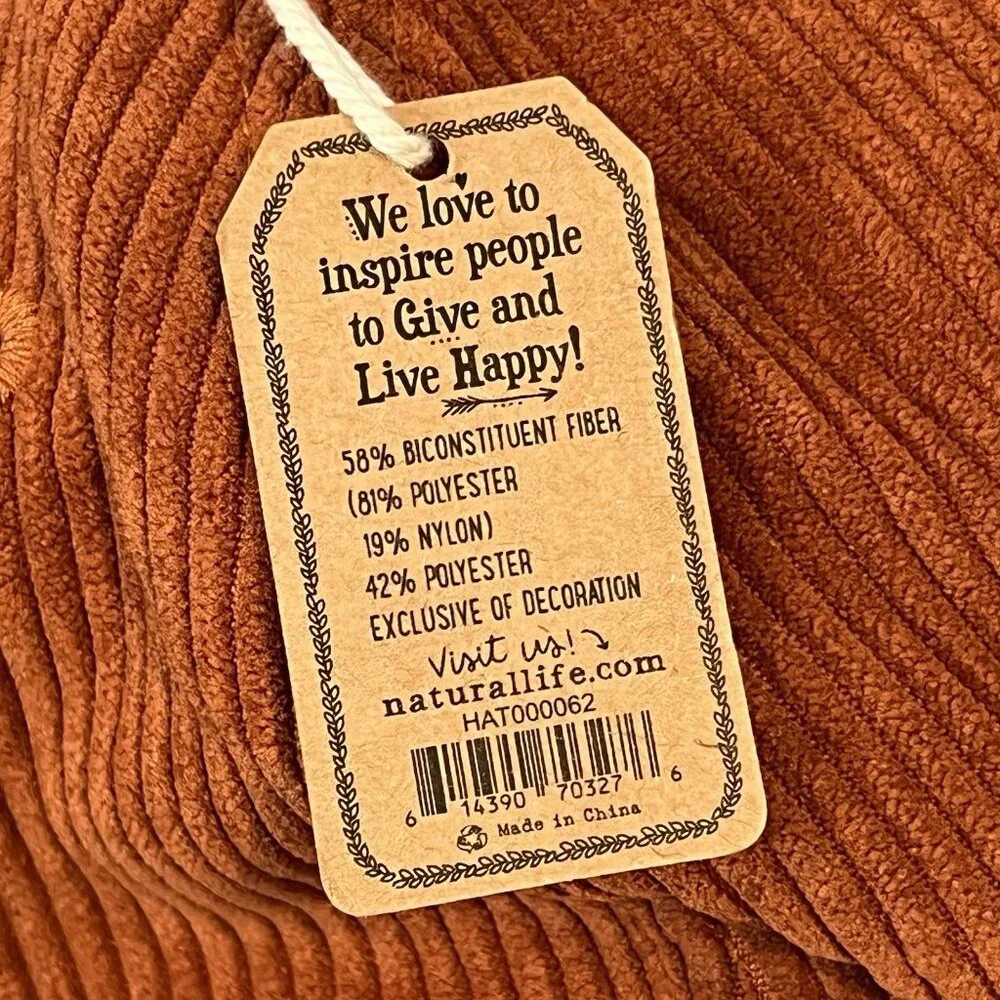 We love to
inspire people
to Give and
Live Happy!
58% BICONSTITUENT FIBER
(81% POLYESTER
19% NYLON)
42% POLYESTER
EXCLUSIVE OF DECORATION
Visit us!
naturallife.com
HAT000062
6 14390 70327 6
Made in China